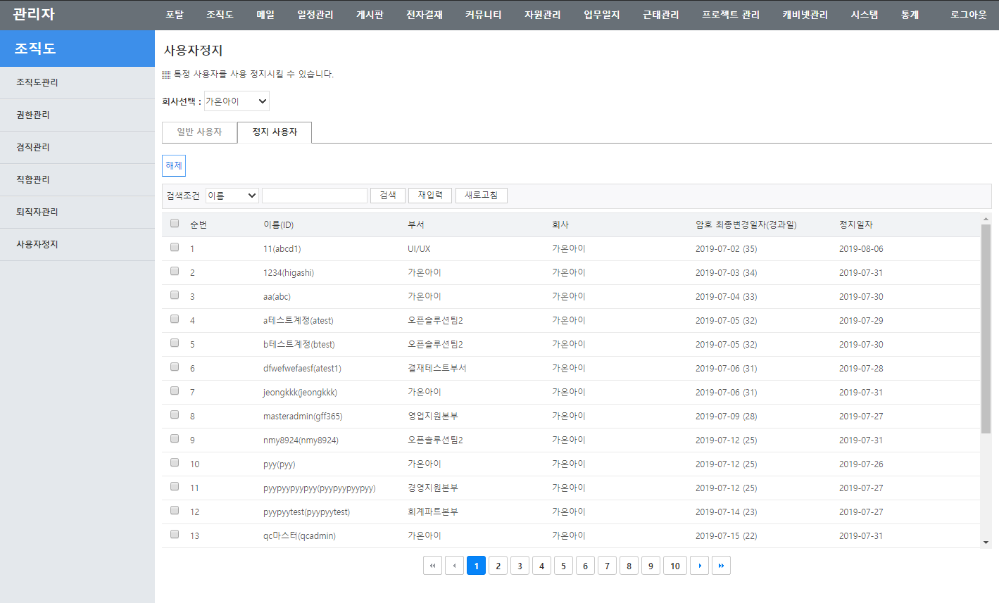 관리자 포탈 조직도 메일 일정관리 게시판 전자결재 커뮤니티 자원관리 업무일지 근태관리 프로젝트 관리 캐비넷관리 시스템 통계 로그아웃
조직도
조직도관리
권한관리
겸직관리
직함관리
퇴직자관리
사용자정지
사용자정지
특정 사용자를 사용 정지시킬 수 있습니다.
회사선택 : 가온아이
일반 사용자 정지 사용자
해제
검색조건 이름 검색 재입력 새로고침
순번 이름(ID) 부서 회사 암호 최종변경일자(경과일) 정지일자
1 11(abcd1) UI/UX 가온아이 2019-07-02 (35) 2019-08-06
2 1234(higashi) 가온아이 가온아이 2019-07-03 (34) 2019-07-31
3 aa(abc) 가온아이 가온아이 2019-07-04 (33) 2019-07-30
4 a테스트계정(atest) 오픈솔루션팀2 가온아이 2019-07-05 (32) 2019-07-29
5 b테스트계정(btest) 오픈솔루션팀2 가온아이 2019-07-05 (32) 2019-07-30
6 dfwefwefaesf(atest1) 결재테스트부서 가온아이 2019-07-06 (31) 2019-07-28
7 jeongkkk(jeongkkk) 가온아이 가온아이 2019-07-06 (31) 2019-07-31
8 masteradmin(gff365) 영업지원본부 가온아이 2019-07-09 (28) 2019-07-27
9 nmy8924(nmy8924) 오픈솔루션팀2 가온아이 2019-07-12 (25) 2019-07-31
10 pyy(pyy) 가온아이 가온아이 2019-07-12 (25) 2019-07-26
11 pyypyypyypyy(pyypyypyypyy) 경영지원본부 가온아이 2019-07-12 (25) 2019-07-27
12 pyypyytest(pyypyytest) 회계파트본부 가온아이 2019-07-14 (23) 2019-07-27
13 qc마스터(qcadmin) 가온아이 가온아이 2019-07-15 (22) 2019-07-31
1 2 3 4 5 6 7 8 9 10